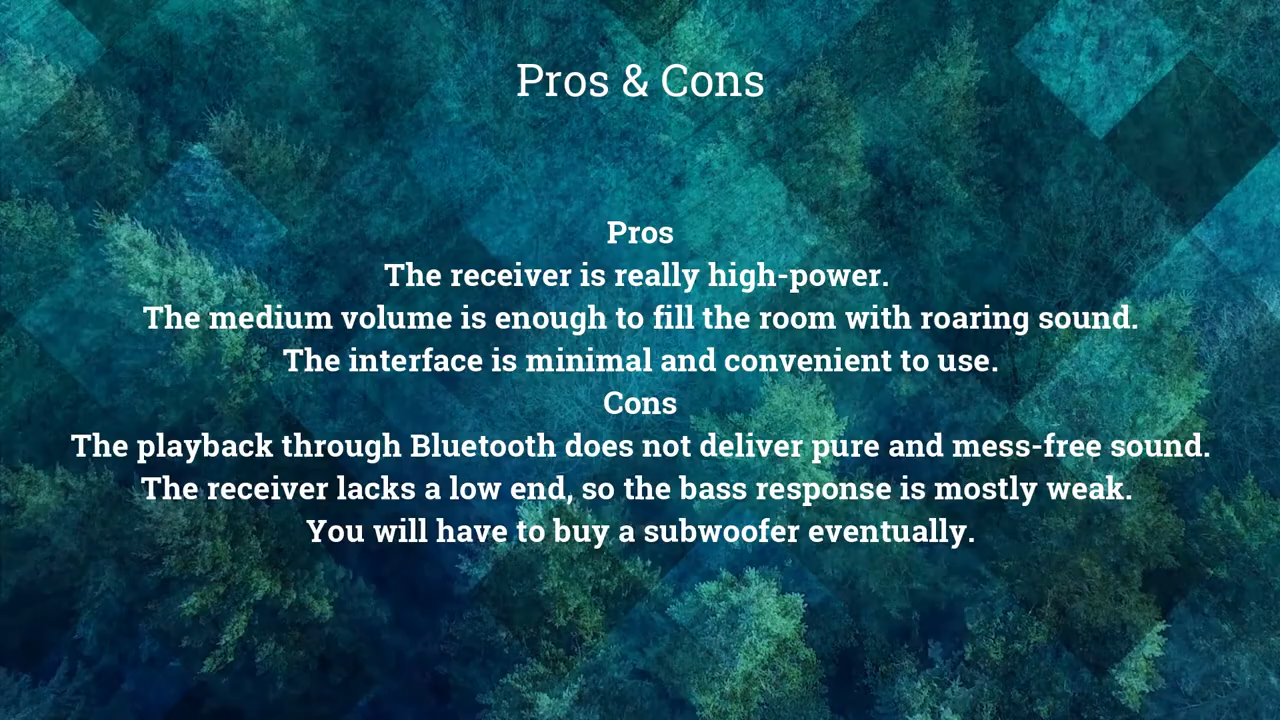 Pros & Cons
Pros
The receiver is really high-power.
The medium volume is enough to fill the room with roaring sound.
The interface is minimal and convenient to use.
Cons
The playback through Bluetooth does not deliver pure and mess-free sound.
The receiver lacks a low end, so the bass response is mostly weak.
You will have to buy a subwoofer eventually.